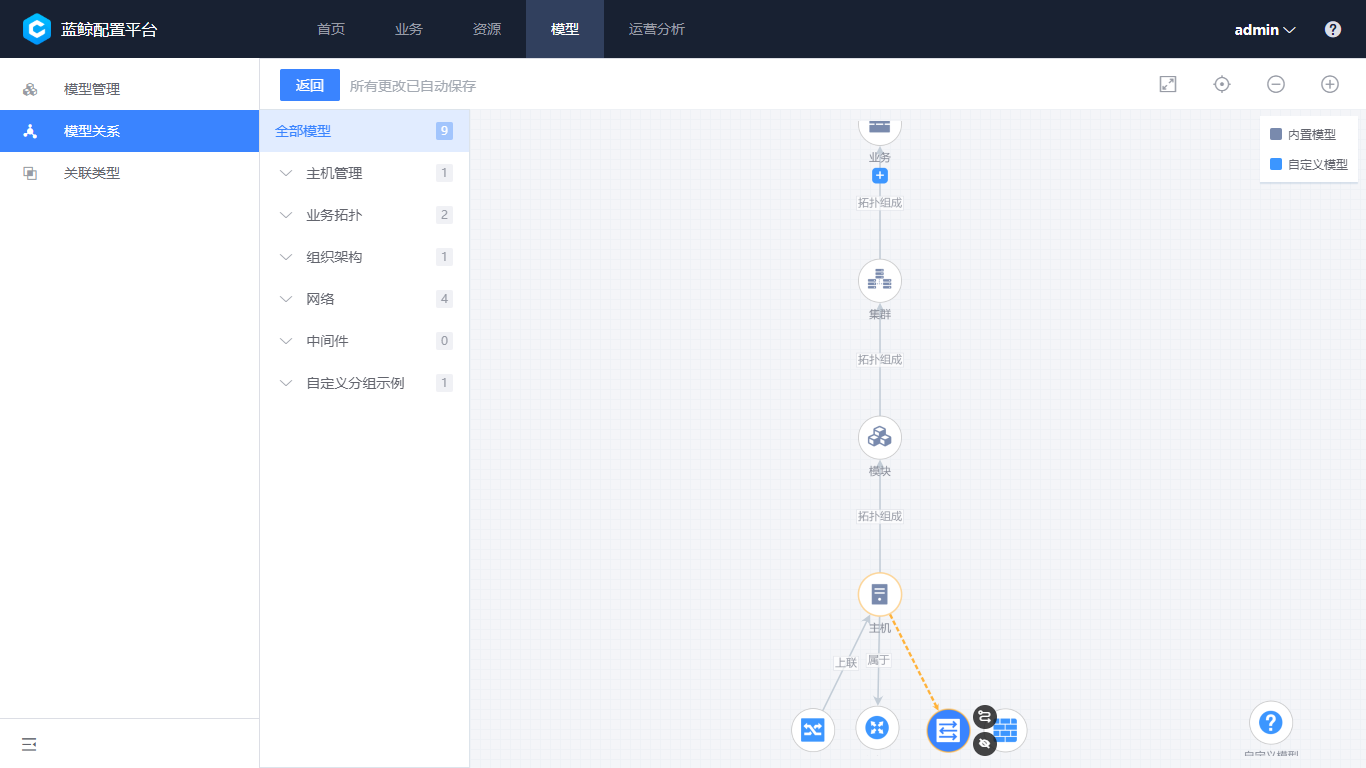 蓝鲸配置平台
首页
业务
资源
模型
运营分析
admin
模型管理
模型关系
关联类型
返回
所有更改已自动保存
全部模型 9
主机管理 1
业务拓扑 2
组织架构 1
网络 4
中间件 0
自定义分组示例 1
内置模型
自定义模型
业务
拓扑组成
集群
拓扑组成
模块
拓扑组成
主机
上联
属于
自定义模型